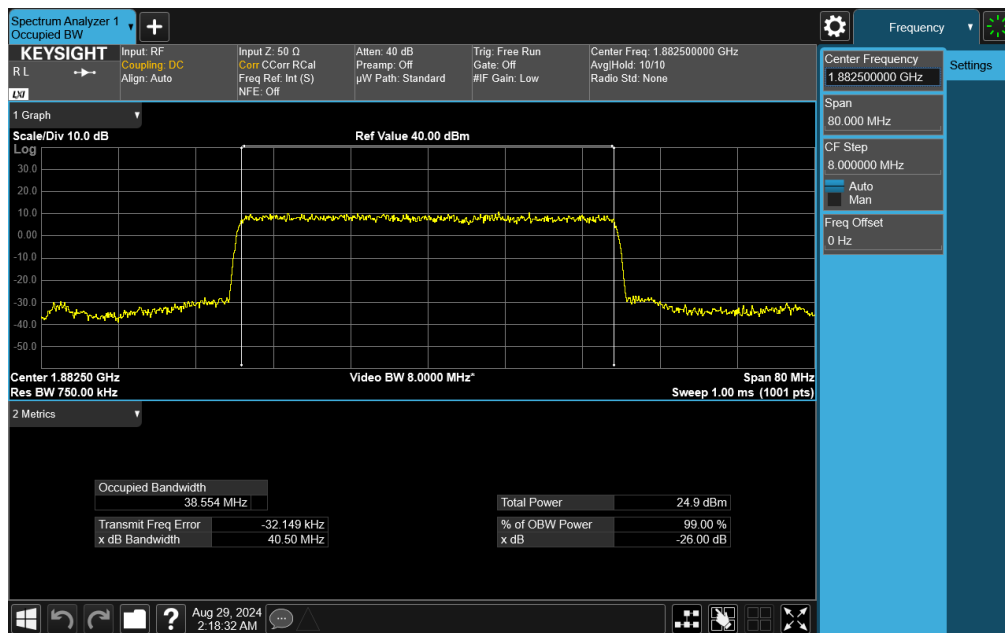 Spectrum Analyzer 1
Occupied BW
Frequency
KEYSIGHT
R L
LXI
Input: RF
Coupling: DC
Align: Auto
Input Z: 50 Ω
Corr CCorr RCal
Freq Ref: Int (S)
NFE: Off
Atten: 40 dB
Preamp: Off
µW Path: Standard
Trig: Free Run
Gate: Off
#IF Gain: Low
Center Freq: 1.882500000 GHz
Avg|Hold: 10/10
Radio Std: None
Center Frequency
1.882500000 GHz
Settings
Span
80.000 MHz
CF Step
8.000000 MHz
Auto
Man
Freq Offset
0 Hz
1 Graph
Scale/Div 10.0 dB
Ref Value 40.00 dBm
Log
30.0
20.0
10.0
0.00
-10.0
-20.0
-30.0
-40.0
-50.0
Center 1.88250 GHz
Video BW 8.0000 MHz*
Span 80 MHz
Res BW 750.00 kHz
Sweep 1.00 ms (1001 pts)
2 Metrics
Occupied Bandwidth
38.554 MHz
Total Power 24.9 dBm
Transmit Freq Error -32.149 kHz
% of OBW Power 99.00 %
x dB Bandwidth 40.50 MHz
x dB -26.00 dB
Aug 29, 2024
2:18:32 AM